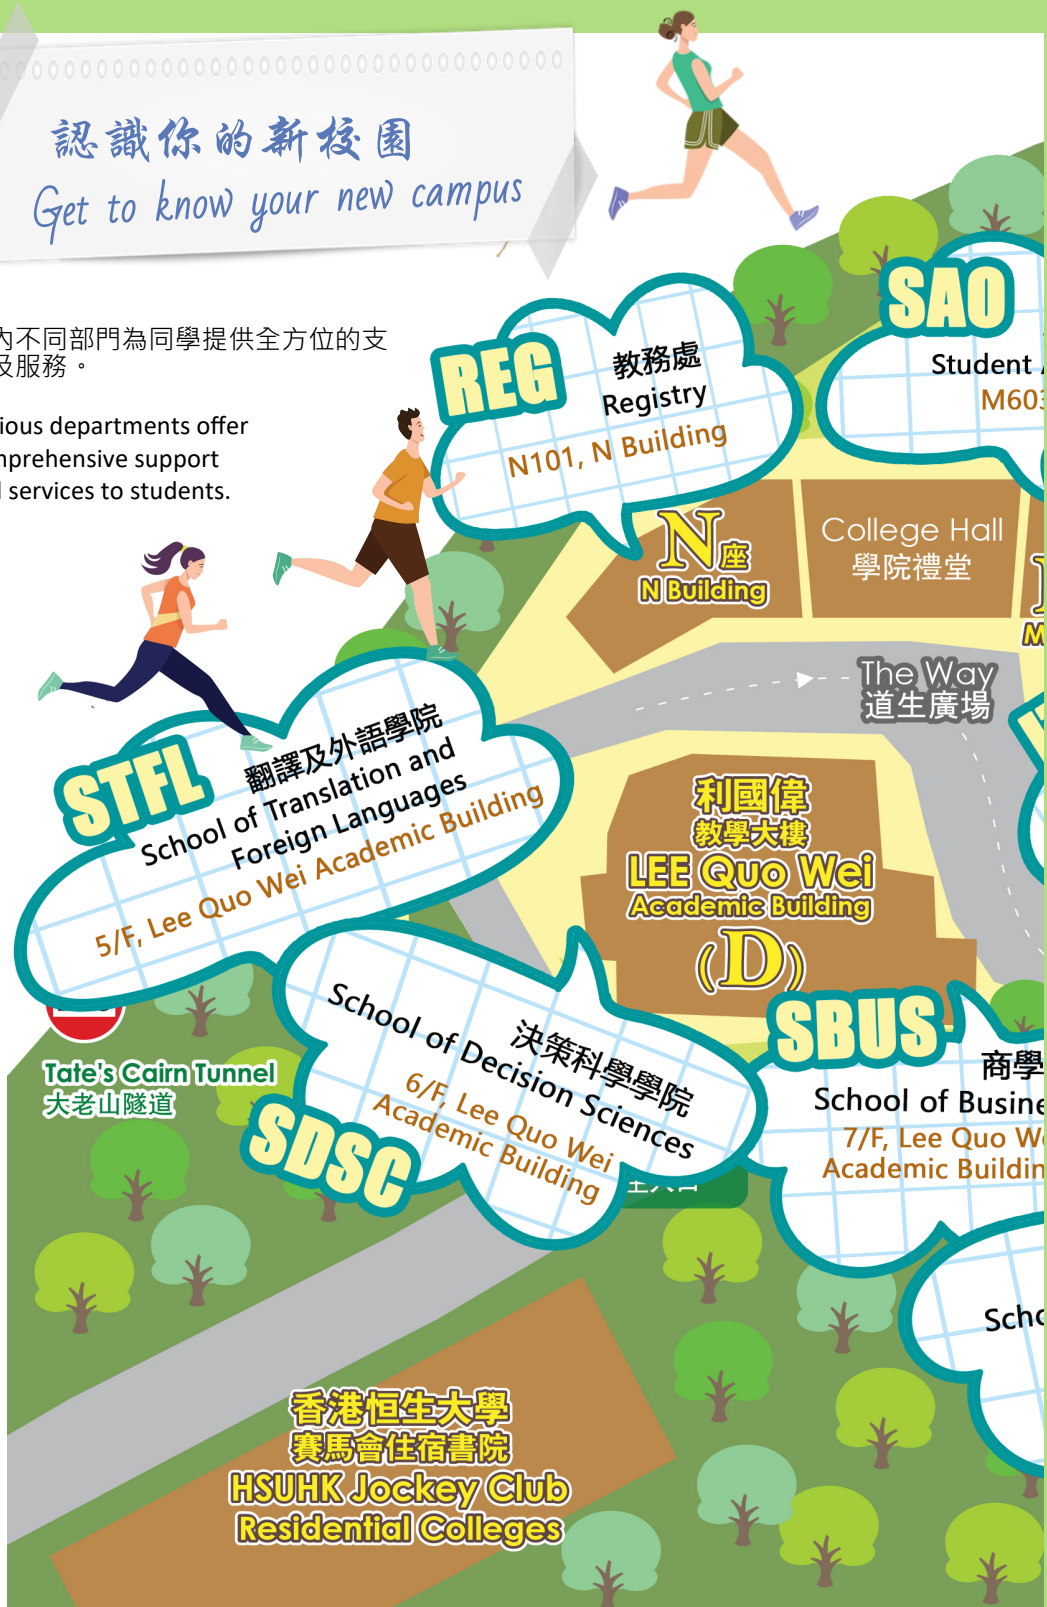 認識你的新校園
Get to know your new campus
內不同部門為同學提供全方位的支
及服務。
ious departments offer
mprehensive support
services to students.
SAO
Student
M603
REG
教務處
Registry
N101, N Building
N座
N Building
College Hall
學院禮堂
The Way
道生廣場
STFL
翻譯及外語學院
School of Translation and
Foreign Languages
5/F, Lee Quo Wei Academic Building
利國偉
教學大樓
LEE Quo Wei
Academic Building
(D)
SDSC
決策科學學院
School of Decision Sciences
6/F, Lee Quo Wei
Academic Building
SBUS
商學
School of Busine
7/F, Lee Quo W
Academic Buildin
Tate's Cairn Tunnel
大老山隧道
Scho
香港恒生大學
賽馬會住宿書院
HSUHK Jockey Club
Residential Colleges